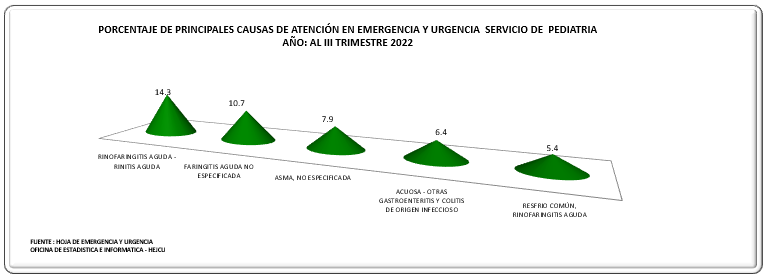 PORCENTAJE DE PRINCIPALES CAUSAS DE ATENCIÓN EN EMERGENCIA Y URGENCIA SERVICIO DE PEDIATRIA
AÑO: AL III TRIMESTRE 2022
14.3
10.7
7.9
6.4
5.4
RINOFARINGITIS AGUDA -
RINITIS AGUDA
FARINGITIS AGUDA NO
ESPECIFICADA
ASMA, NO ESPECIFICADA
ACUOSA - OTRAS
GASTROENTERITIS Y COLITIS
DE ORIGEN INFECCIOSO
RESFRIO COMÚN,
RINOFARINGITIS AGUDA
FUENTE : HOJA DE EMERGENCIA Y URGENCIA
OFICINA DE ESTADISTICA E INFORMATICA - HEJCU